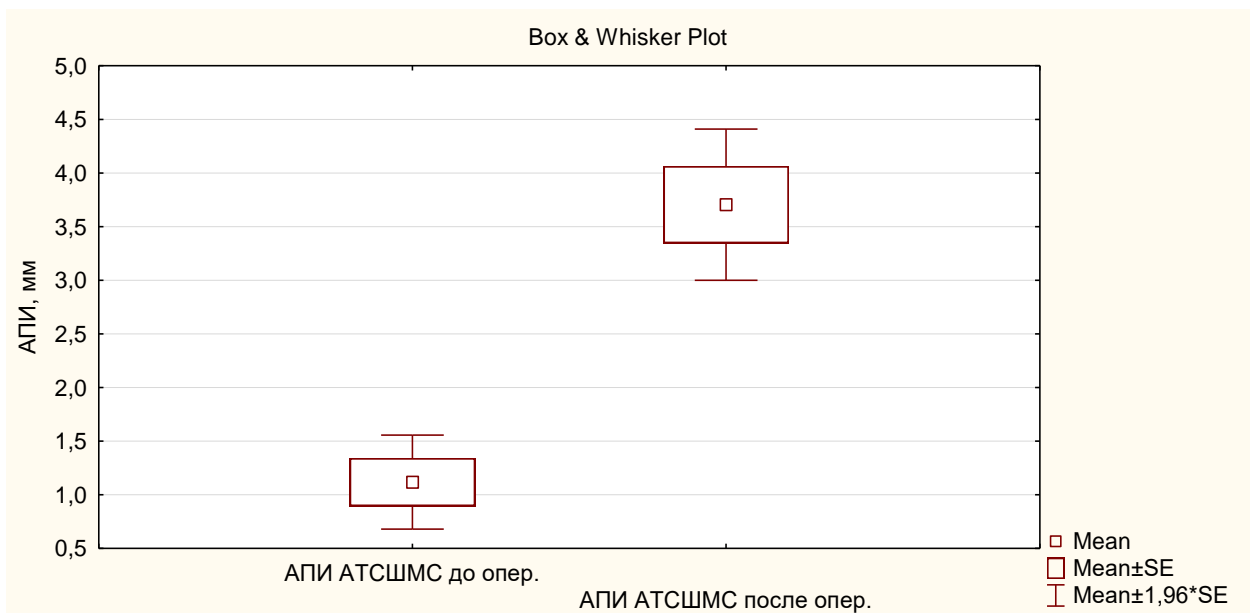 Box & Whisker Plot
5,0
4,5
4,0
3,5
3,0
2,5
2,0
1,5
1,0
0,5
АПИ, мм
АПИ АТСШМС до опер.
АПИ АТСШМС после опер.
Mean
Mean±SE
Mean±1,96*SE